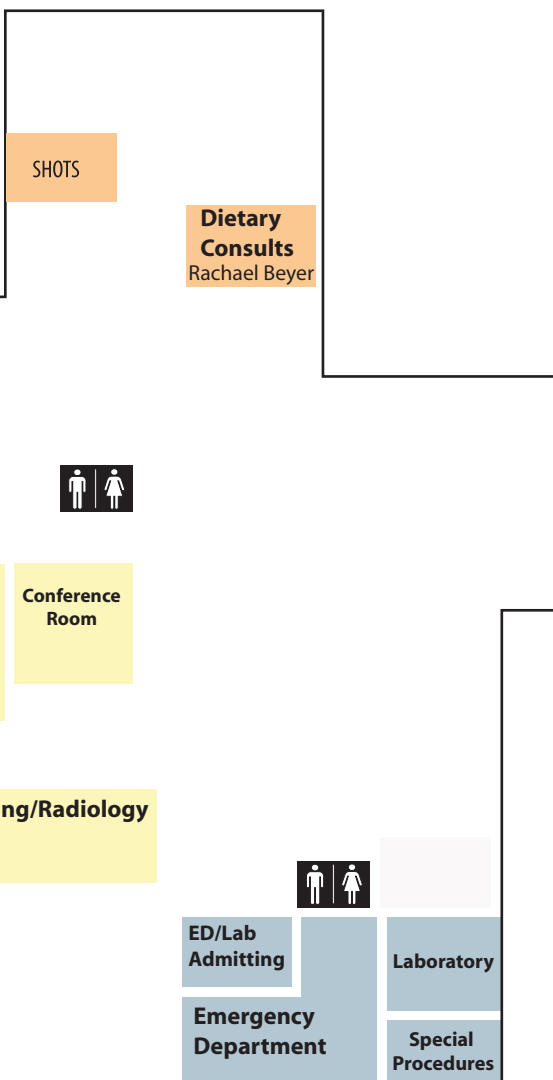 SHOTS
Dietary
Consults
Rachael Beyer
Conference
Room
ng/Radiology
ED/Lab
Admitting
Laboratory
Emergency
Department
Special
Procedures